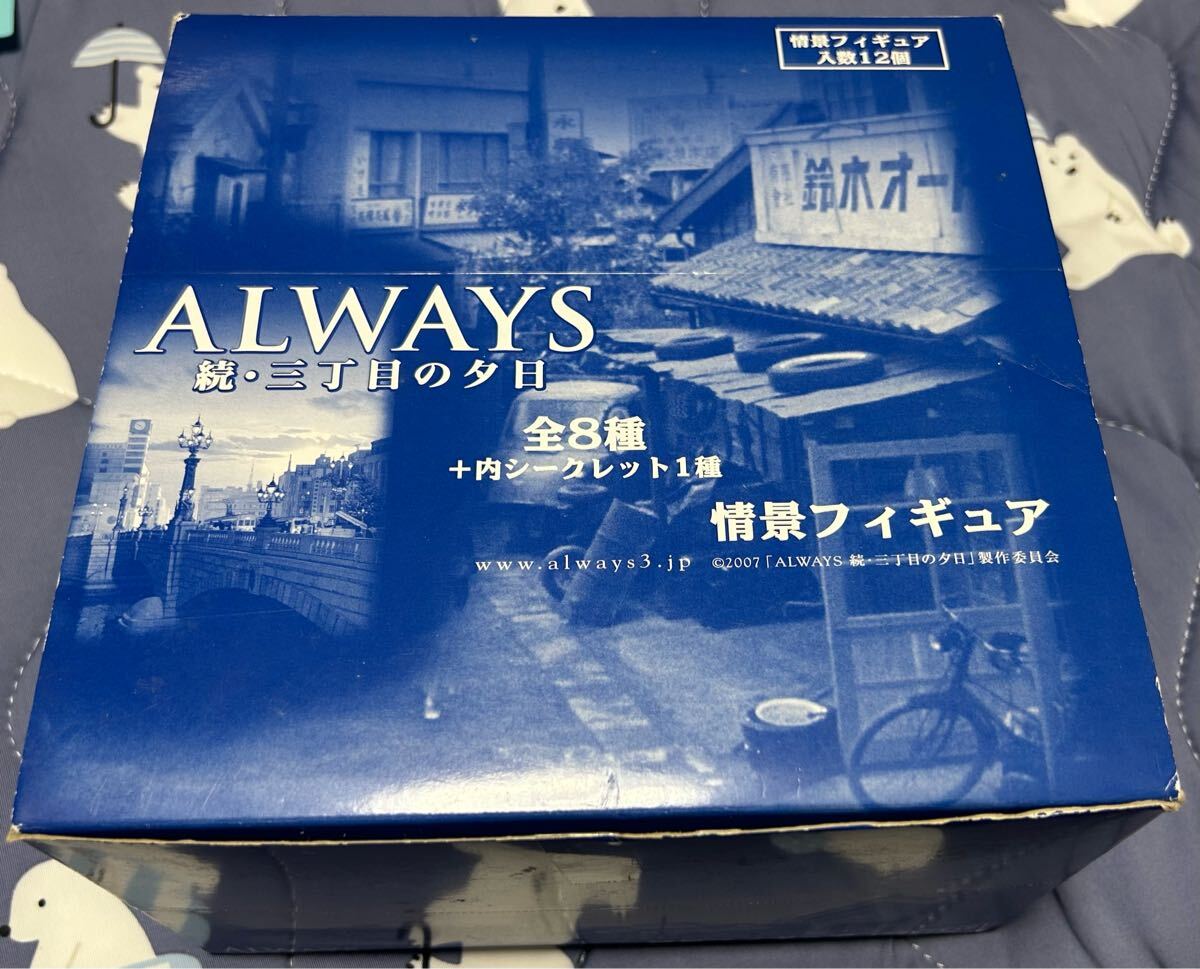 情景フィギュア
入数12個
鈴木オー
ALWAYS
続・三丁目の夕日
全8種
+内シークレット1種
情景フィギュア
www.always3.jp ©2007「ALWAYS 続・三丁目の夕日」製作委員会